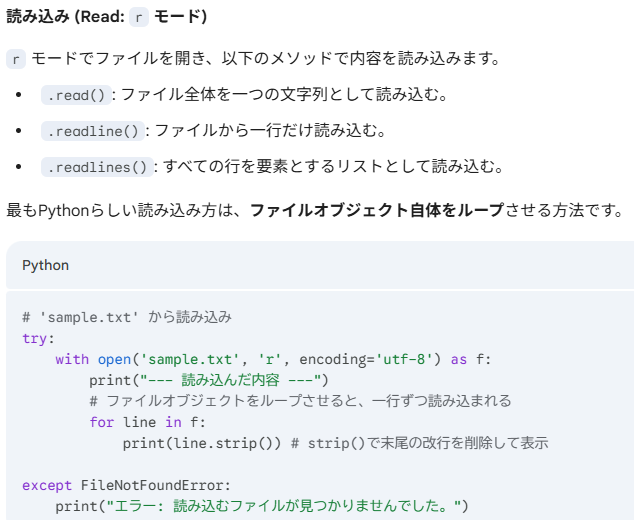 読み込み (Read: r モード)
r モードでファイルを開き、以下のメソッドで内容を読み込みます。
• .read(): ファイル全体を一つの文字列として読み込む。
• .readline(): ファイルから一行だけ読み込む。
• .readlines(): すべての行を要素とするリストとして読み込む。
最もPythonらしい読み込み方は、ファイルオブジェクト自体をループさせる方法です。
Python
# 'sample.txt' から読み込み
try:
    with open('sample.txt', 'r', encoding='utf-8') as f:
        print("--- 読み込んだ内容 ---")
        # ファイルオブジェクトをループさせると、一行ずつ読み込まれる
        for line in f:
            print(line.strip()) # strip()で末尾の改行を削除して表示
except FileNotFoundError:
    print("エラー: 読み込むファイルが見つかりませんでした。")